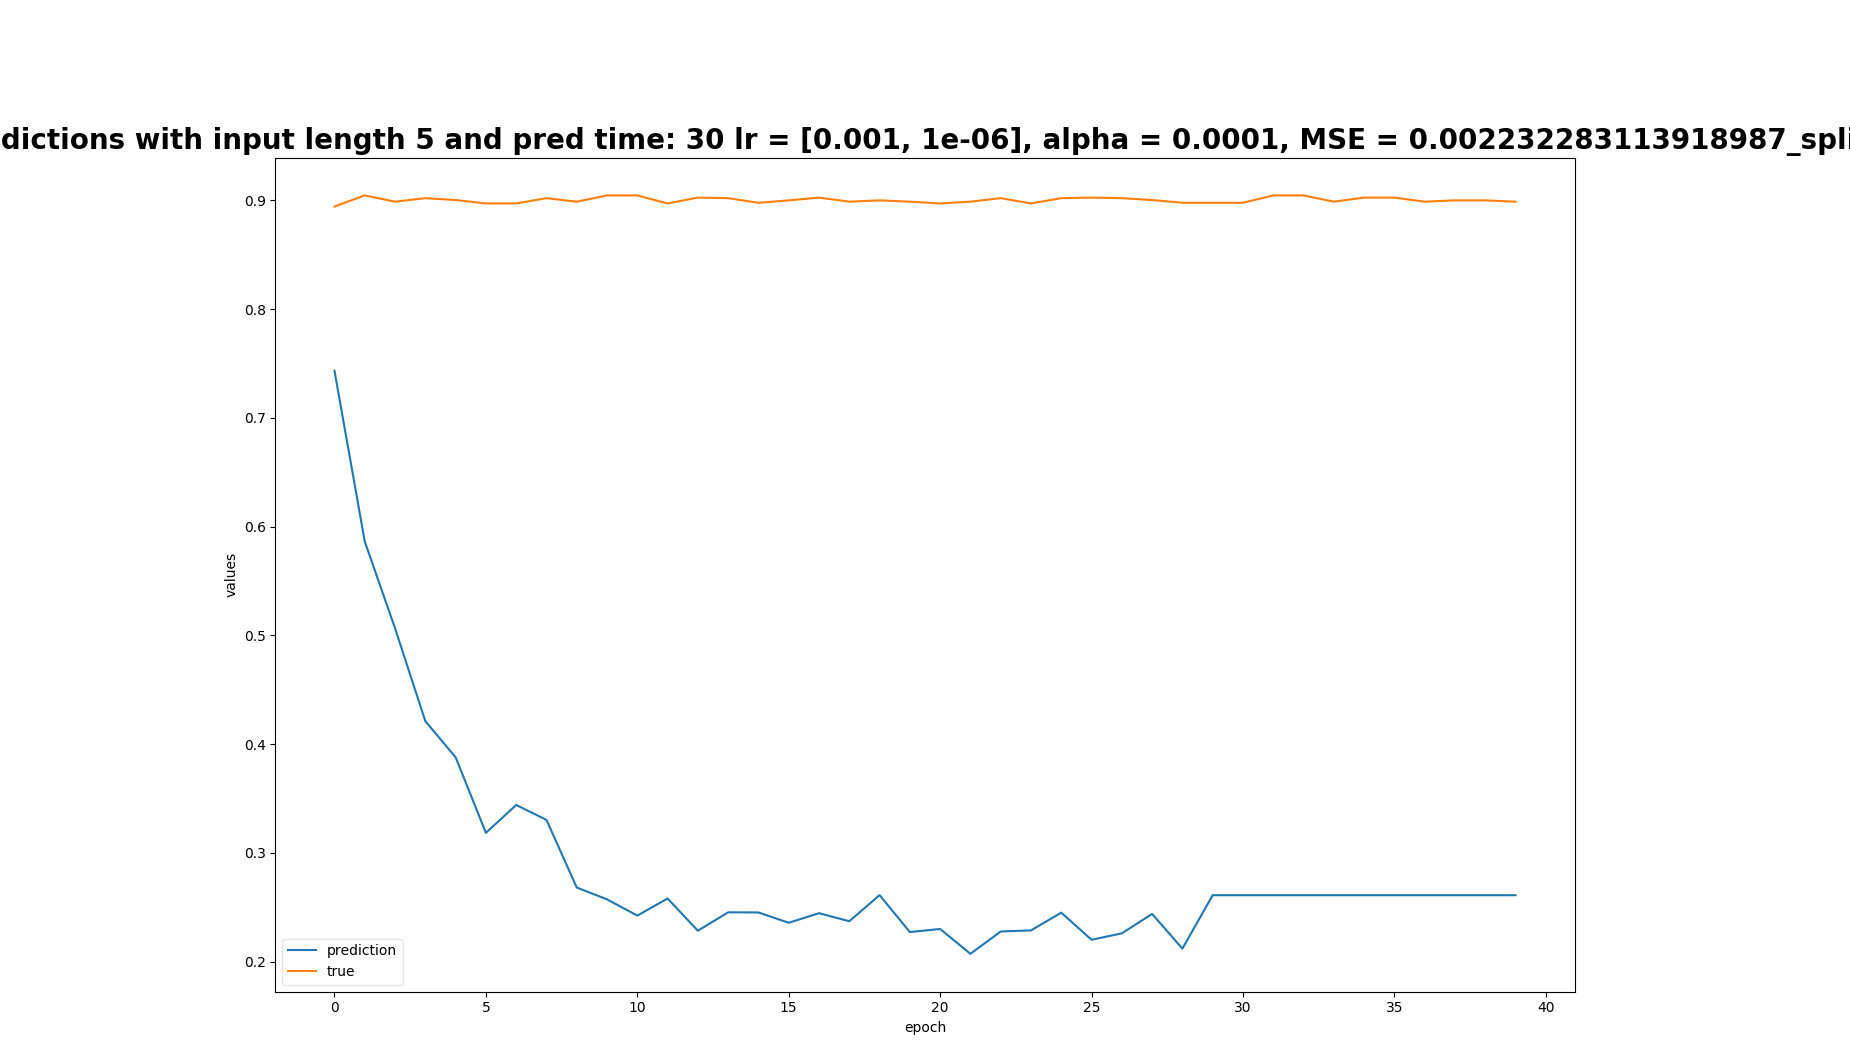 dictions with input length 5 and pred time: 30 lr = [0.001, 1e-06], alpha = 0.0001, MSE = 0.002232283113918987_spli
0.9
0.8
0.7
0.6
0.5
0.4
0.3
0.2
values
prediction
true
0 5 10 15 20 25 30 35 40
epoch